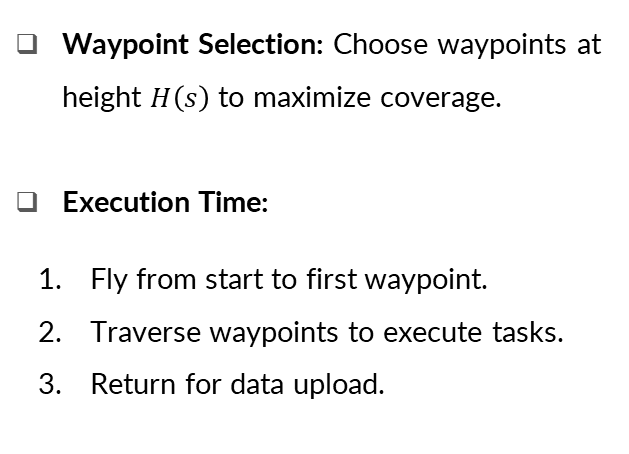 ❑ Waypoint Selection: Choose waypoints at
height H(s) to maximize coverage.
❑ Execution Time:
1. Fly from start to first waypoint.
2. Traverse waypoints to execute tasks.
3. Return for data upload.